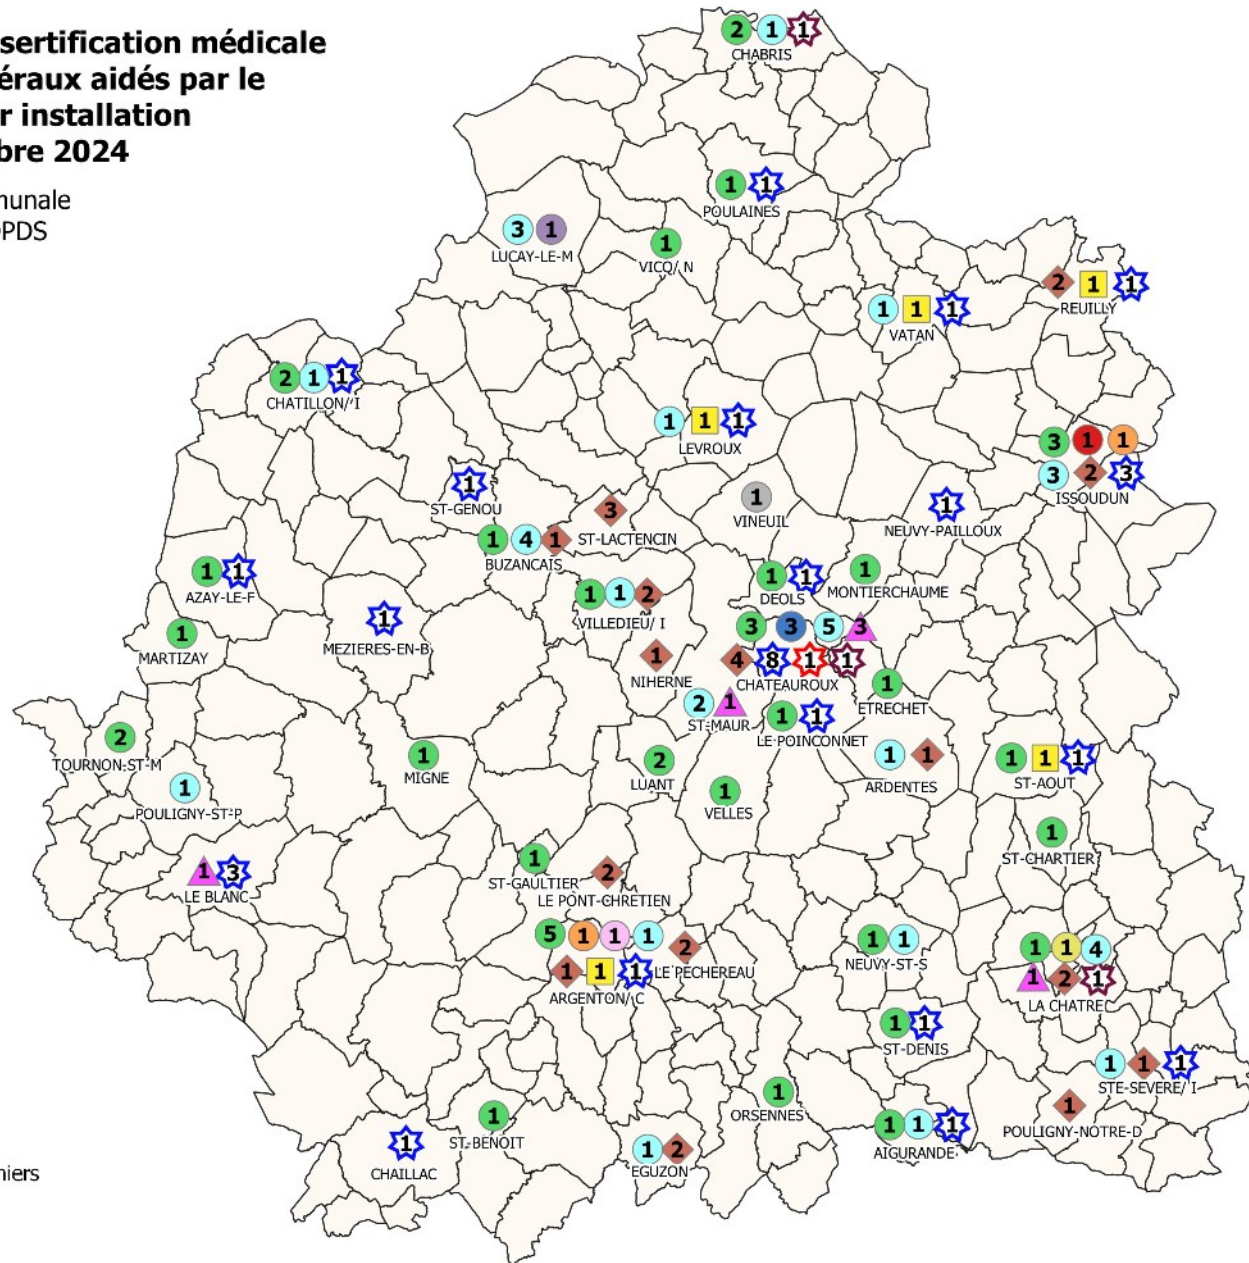 sertification médicale
éraux aidés par le
r installation
bre 2024
nunale
PDS
2 1 1
CHABRIS
1 1
POULAINES
3 1
LUCAY-LE-M
1
VICQ/ N
2 1 1
REUILLY
1 1 1
VATAN
2 1 1
CHATILLON/ I
1 1 1
LEVROUX
3 1 1
3 2 3
ISSOUDUN
1
ST-GENOU
1
VINEUIL
1
NEUVY-PAILLOUX
3
ST-LACTENCIN
1 4 1
BUZANCAIS
1 1
AZAY-LE-F
1 1
DEOLS
1
MONTIERCHAUME
1 1 2
VILLEDIEU/ I
1
MEZIERES-EN-B
1
MARTIZAY
3 3 5 3
4 8 1 1
CHATEAUROUX
1
NIHERNE
1
ETRECHET
2 1
ST-MAUR
1 1
LE POINCONNET
2
TOURNON-ST-M
1
MIGNE
2
LUANT
1 1
ARDENTES
1 1 1
ST-AOUT
1
POULIGNY-ST-P
1
VELLES
1
ST-CHARTIER
1 3
LE BLANC
1
ST-GAULTIER
2
LE PONT-CHRETIEN
5 1 1 1
1 1 1
ARGENTON/ C
2
LE PECHEREAU
1 1
NEUVY-ST-S
1 1 4
1 2 1
LA CHATRE
1 1
ST-DENIS
1 1 1
STE-SEVERE/ I
1
ORSENNES
1
POULIGNY-NOTRE-D
1
ST-BENOIT
1 1 1
AIGURANDE
1
CHAILLAC
1 2
EGUZON
niers